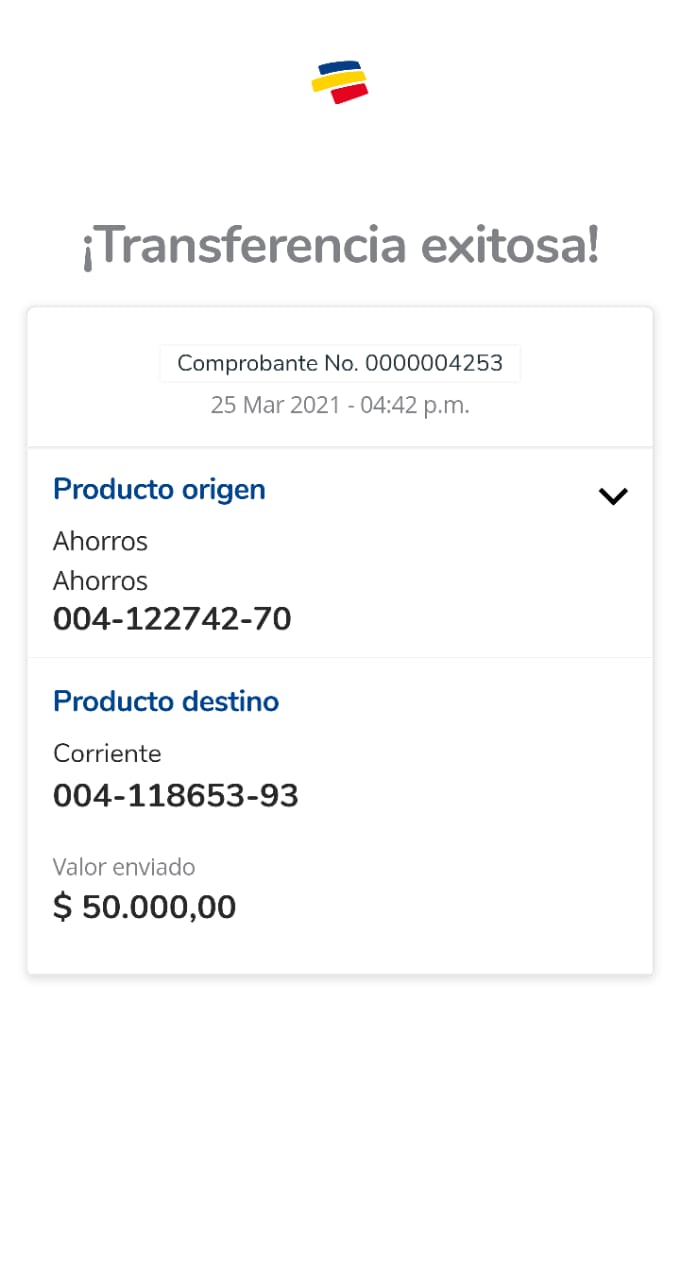 ¡Transferencia exitosa!
Comprobante No. 0000004253
25 Mar 2021 - 04:42 p.m.
Producto origen
Ahorros
Ahorros
004-122742-70
Producto destino
Corriente
004-118653-93
Valor enviado
$ 50.000,00